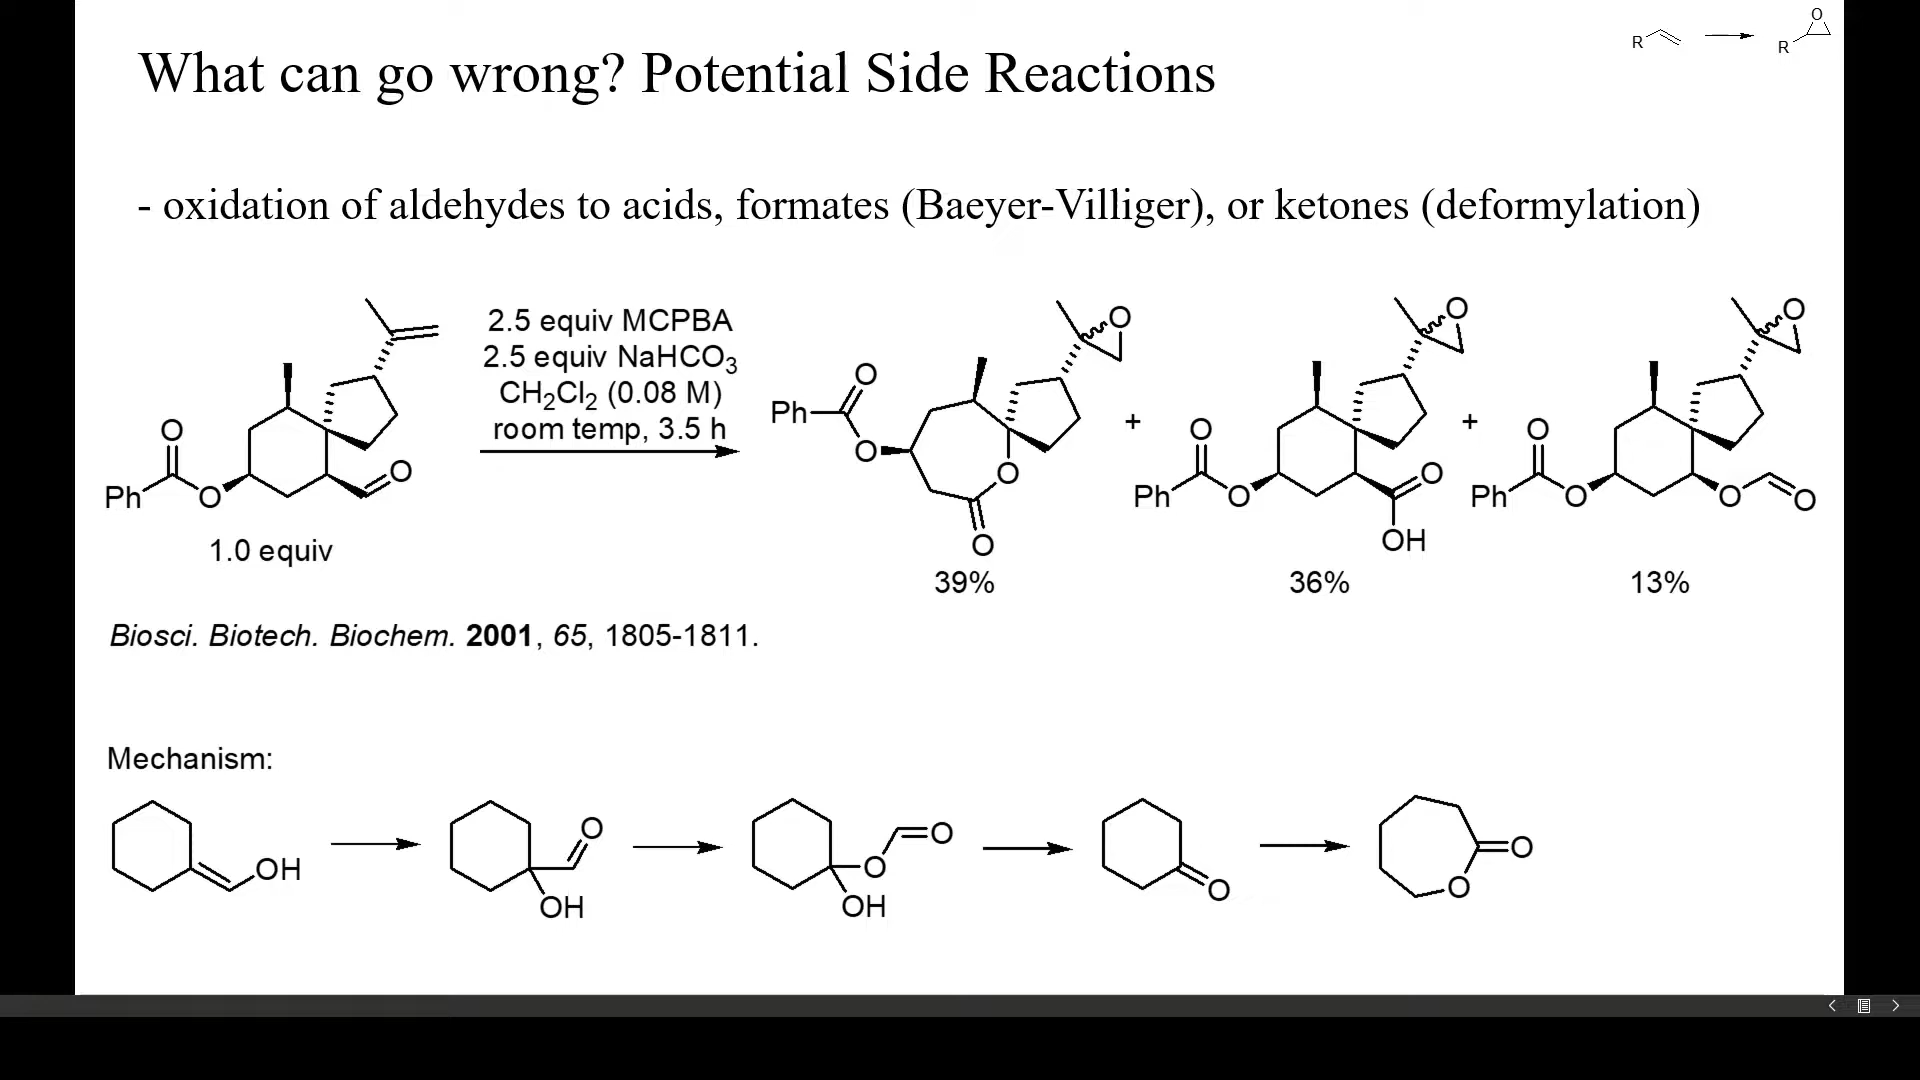 What can go wrong? Potential Side Reactions
R
R
O
- oxidation of aldehydes to acids, formates (Baeyer-Villiger), or ketones (deformylation)
Ph
O
O
O
1.0 equiv
2.5 equiv MCPBA
2.5 equiv NaHCO₃
CH₂Cl₂ (0.08 M)
room temp, 3.5 h
Ph
O
O
O
O
O
39%
+
Ph
O
O
O
O
OH
36%
+
Ph
O
O
O
O
O
13%
Biosci. Biotech. Biochem. 2001, 65, 1805-1811.
Mechanism:
OH
O
OH
O
O
OH
O
O
O